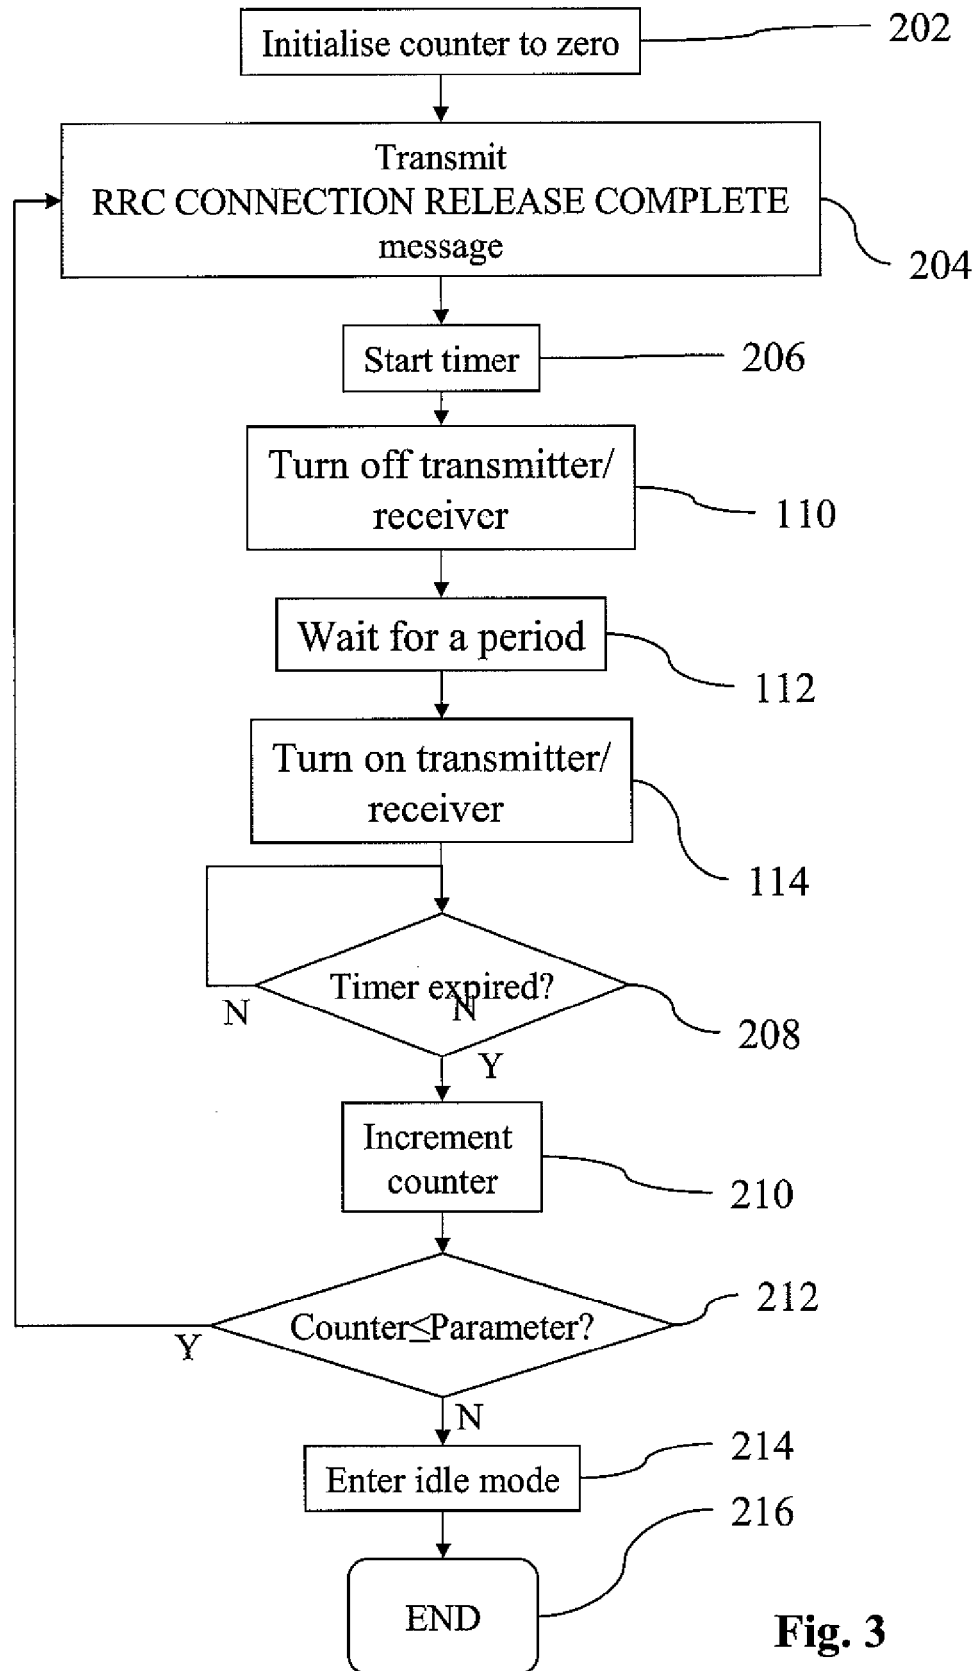 Initialise counter to zero
202
Transmit
RRC CONNECTION RELEASE COMPLETE
message
204
Start timer
206
Turn off transmitter/
receiver
110
Wait for a period
112
Turn on transmitter/
receiver
114
Timer expired?
N
N
208
Y
Increment
counter
210
Counter≤Parameter?
212
Y
N
Enter idle mode
214
END
216
Fig. 3